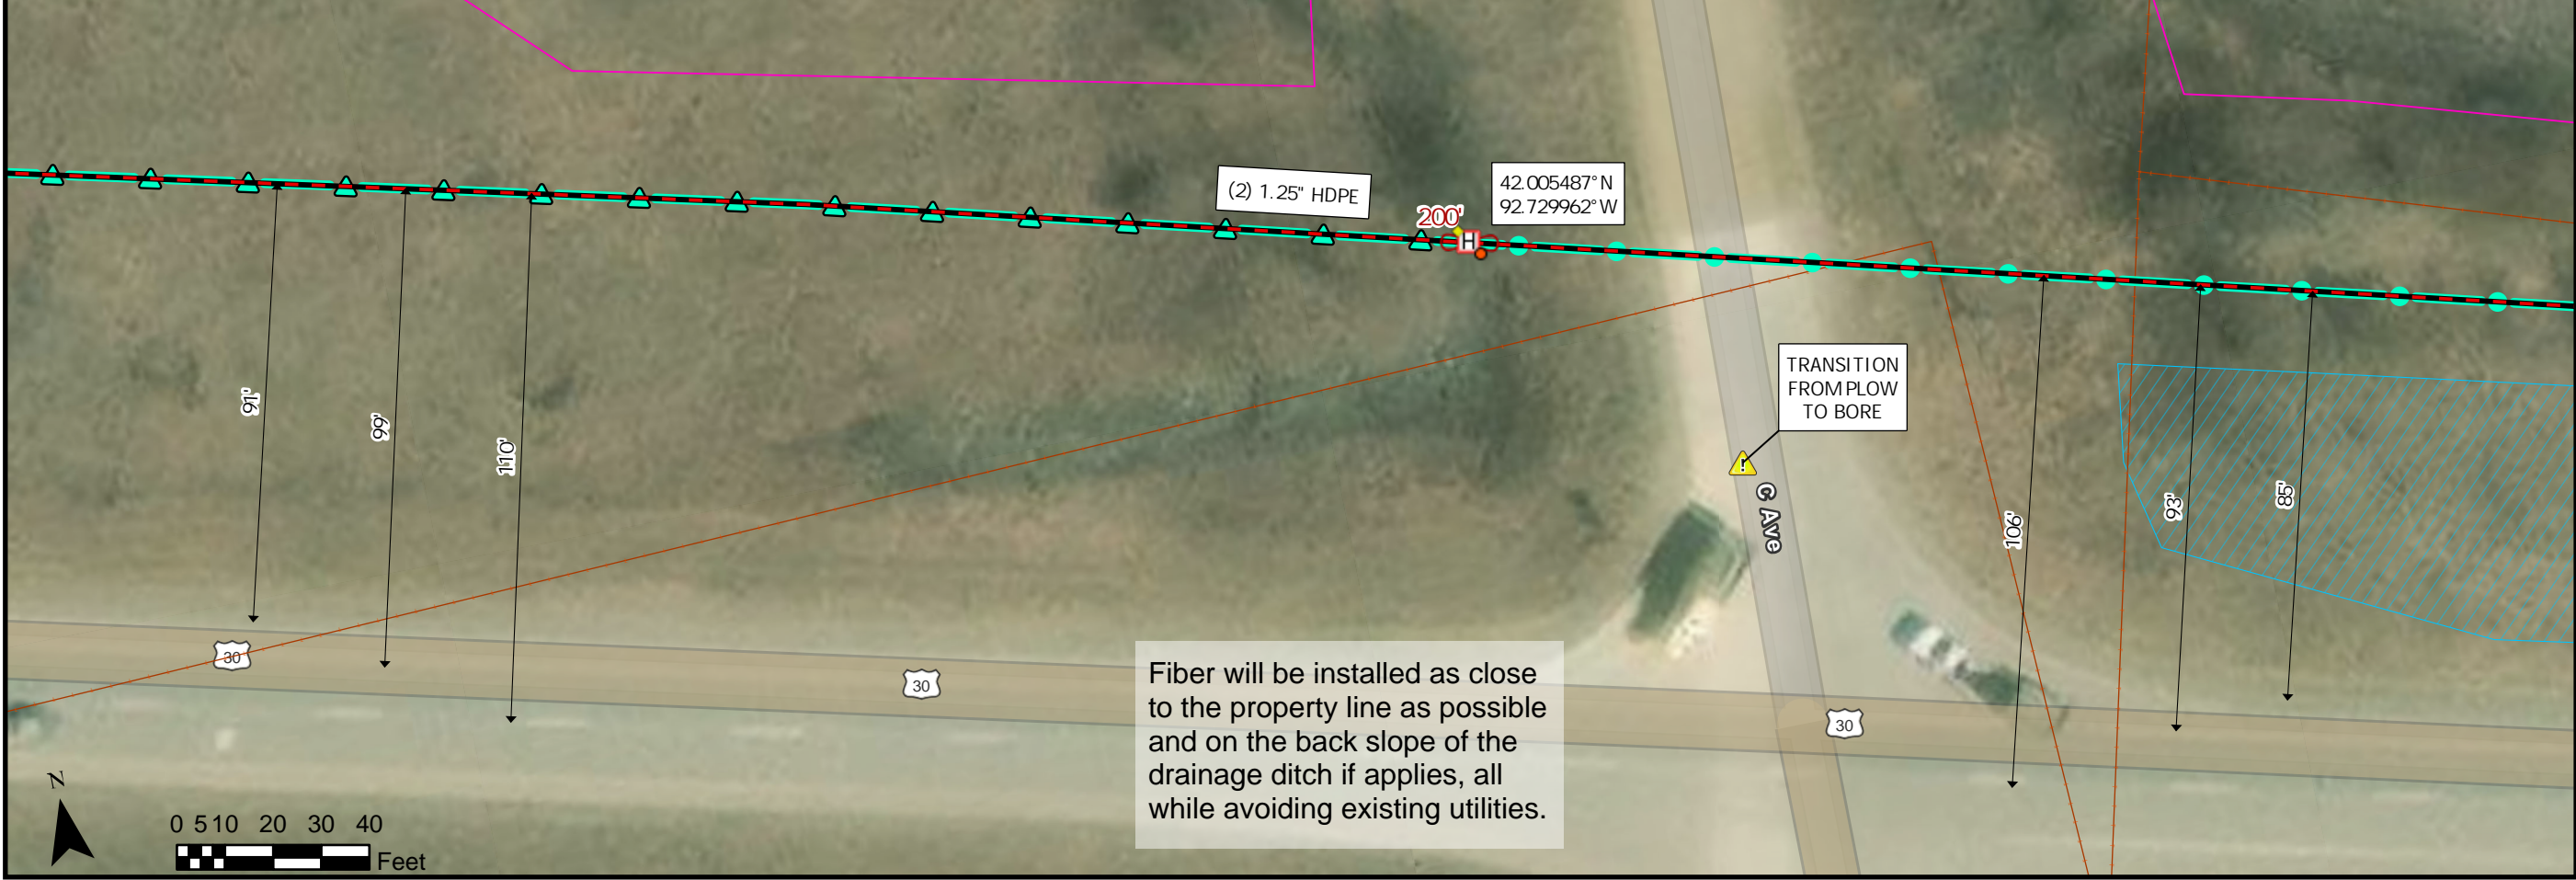 (2) 1.25" HDPE
200'
H
42.005487°N
92.729962°W
91'
99'
110'
TRANSITION
FROM PLOW
TO BORE
!
C Ave
106'
93'
85'
30
30
30
Fiber will be installed as close
to the property line as possible
and on the back slope of the
drainage ditch if applies, all
while avoiding existing utilities.
N
0 5 10 20 30 40
Feet